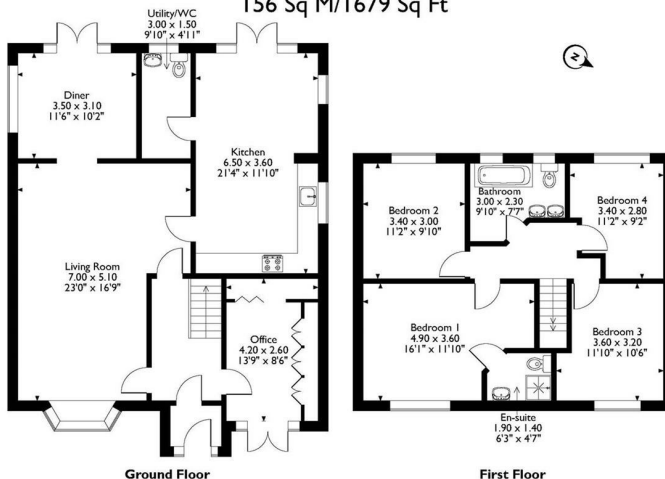 156 Sq M/1679 Sq Ft
Utility/WC
3.00 x 1.50
9'10" x 4'11"
Diner
3.50 x 3.10
11'6" x 10'2"
Kitchen
6.50 x 3.60
21'4" x 11'10"
Living Room
7.00 x 5.10
23'0" x 16'9"
Office
4.20 x 2.60
13'9" x 8'6"
Ground Floor
N
Bathroom
3.00 x 2.30
9'10" x 7'7"
Bedroom 2
3.40 x 3.00
11'2" x 9'10"
Bedroom 4
3.40 x 2.80
11'2" x 9'2"
Bedroom 1
4.90 x 3.60
16'1" x 11'10"
Bedroom 3
3.60 x 3.20
11'10" x 10'6"
En-suite
1.90 x 1.40
6'3" x 4'7"
First Floor